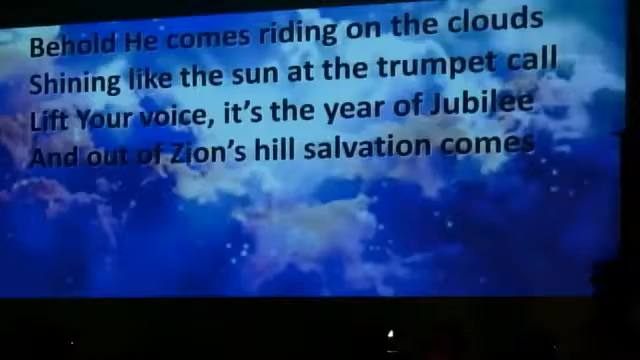 Behold He comes riding on the clouds
Shining like the sun at the trumpet call
Lift Your voice, it's the year of Jubilee
And out of Zion's hill salvation comes